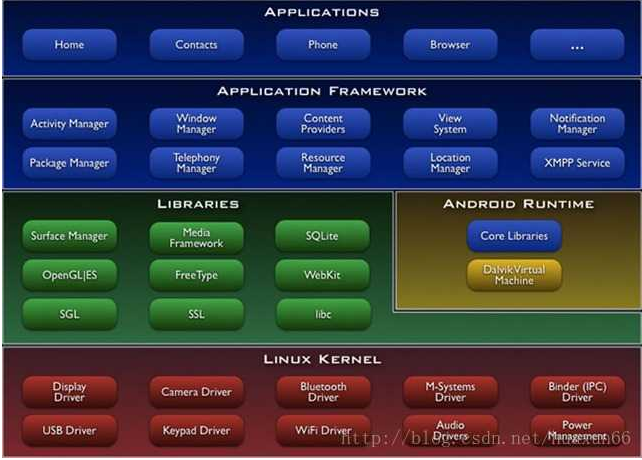 APPLICATIONS
Home
Contacts
Phone
Browser
...
APPLICATION FRAMEWORK
Activity Manager
Window
Manager
Content
Providers
View
System
Notification
Manager
Package Manager
Telephony
Manager
Resource
Manager
Location
Manager
XMPP Service
LIBRARIES
Surface Manager
Media
Framework
SQLite
OpenGL|ES
FreeType
WebKit
SGL
SSL
libc
ANDROID RUNTIME
Core Libraries
Dalvik Virtual
Machine
LINUX KERNEL
Display
Driver
Camera Driver
Bluetooth
Driver
M-Systems
Driver
Binder (IPC)
Driver
USB Driver
Keypad Driver
WiFi Driver
Audio
Drivers
Power
Management
http://blog.csdn.net/huaxun66